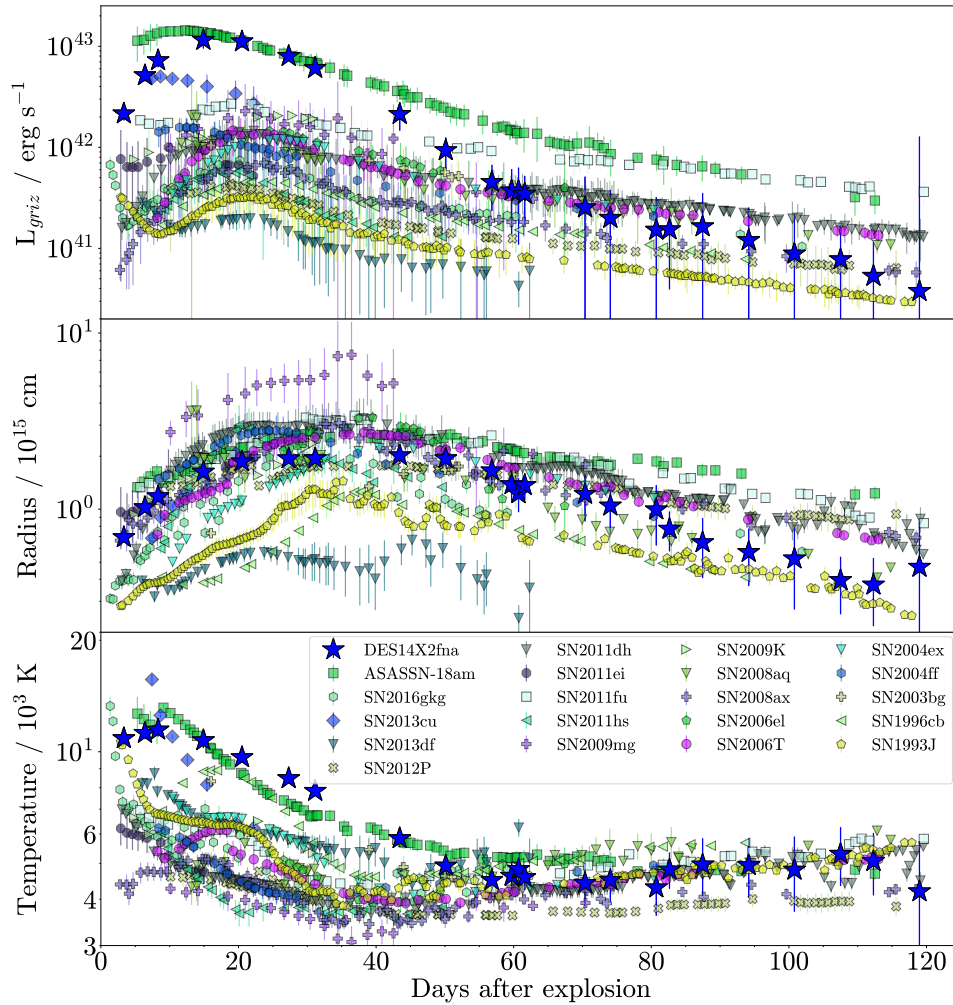 10^43
10^42
10^41
L_griz / erg s^−1
10^1
10^0
Radius / 10^15 cm
20
10^1
6
4
3
Temperature / 10^3 K
DES14X2fna
ASASSN-18am
SN2016gkg
SN2013cu
SN2013df
SN2012P
SN2011dh
SN2011ei
SN2011fu
SN2011hs
SN2009mg
SN2009K
SN2008aq
SN2008ax
SN2006el
SN2006T
SN2004ex
SN2004ff
SN2003bg
SN1996cb
SN1993J
0 20 40 60 80 100 120
Days after explosion